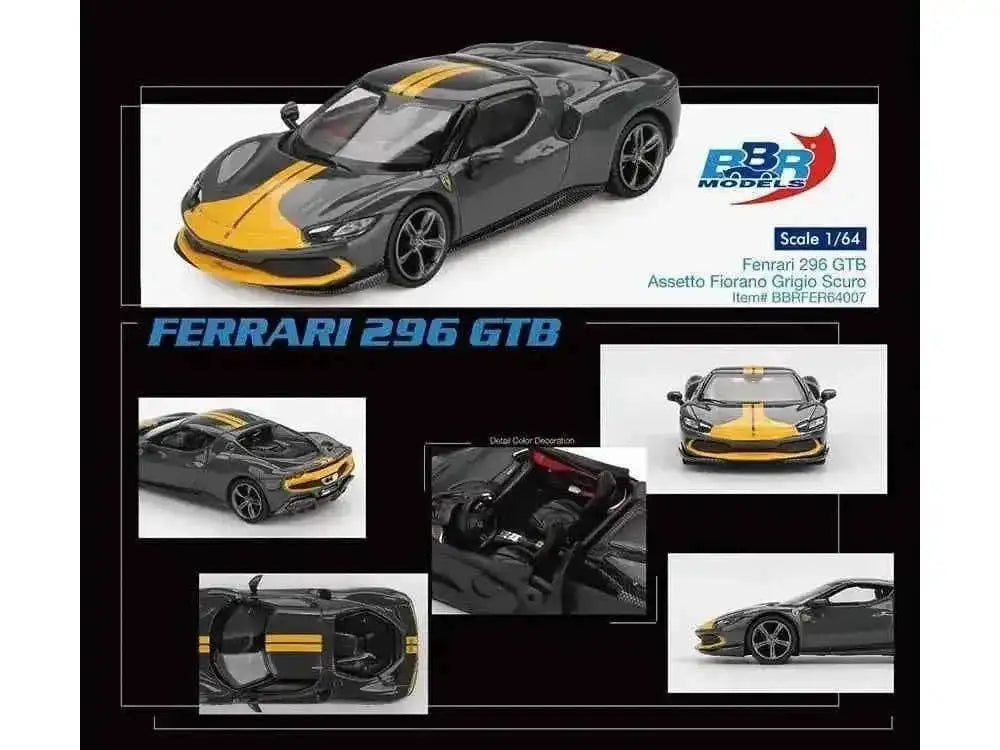 BBR
MODELS
Scale 1/64
Fenrari 296 GTB
Assetto Fiorano Grigio Scuro
Item# BBRFER64007
FERRARI 296 GTB
Detail Color Decoration